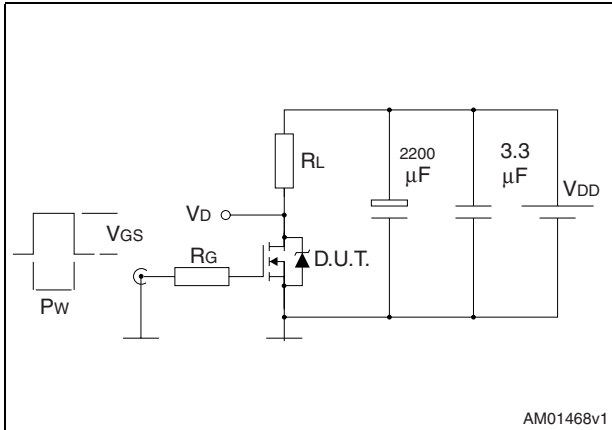 RL
2200
μF
3.3
μF
VDD
VD
VGS
RG
D.U.T.
PW
AM01468v1